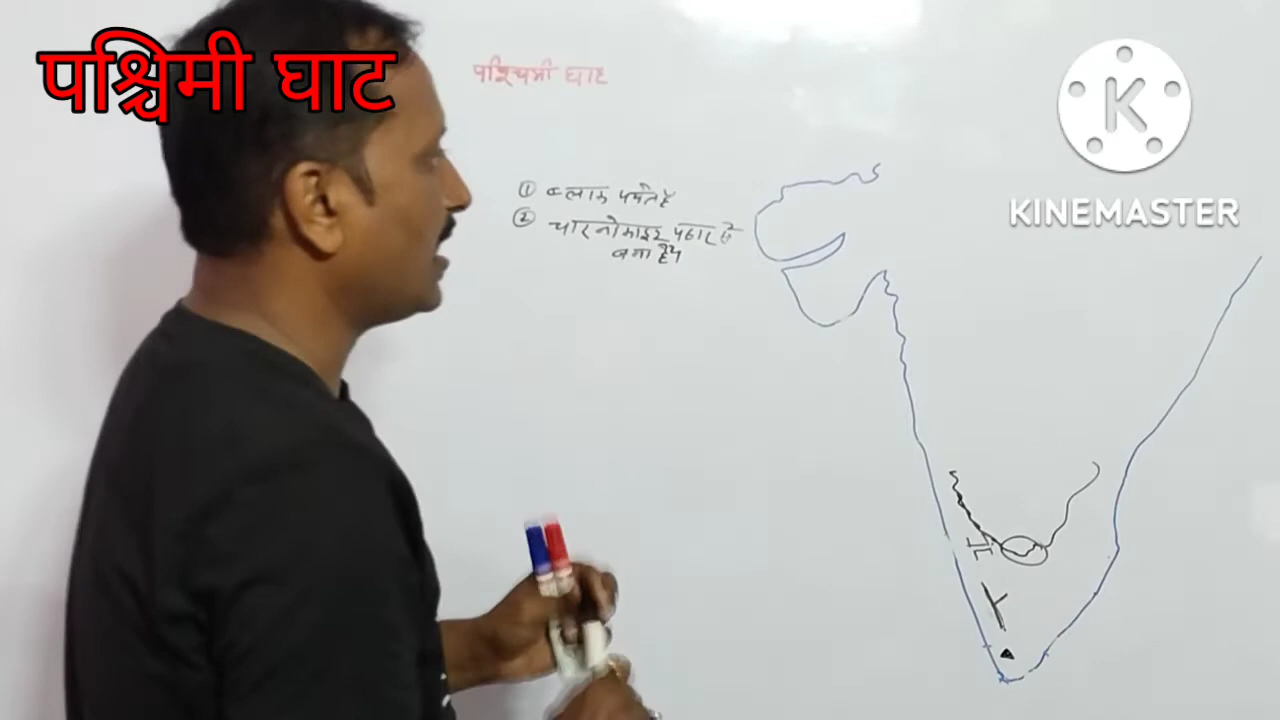 पश्चिमी घाट
पश्चिमी घाट
K
KINEMASTER
① ब्लाक पर्वत है
② चारनोकाइट पहार से
बना है